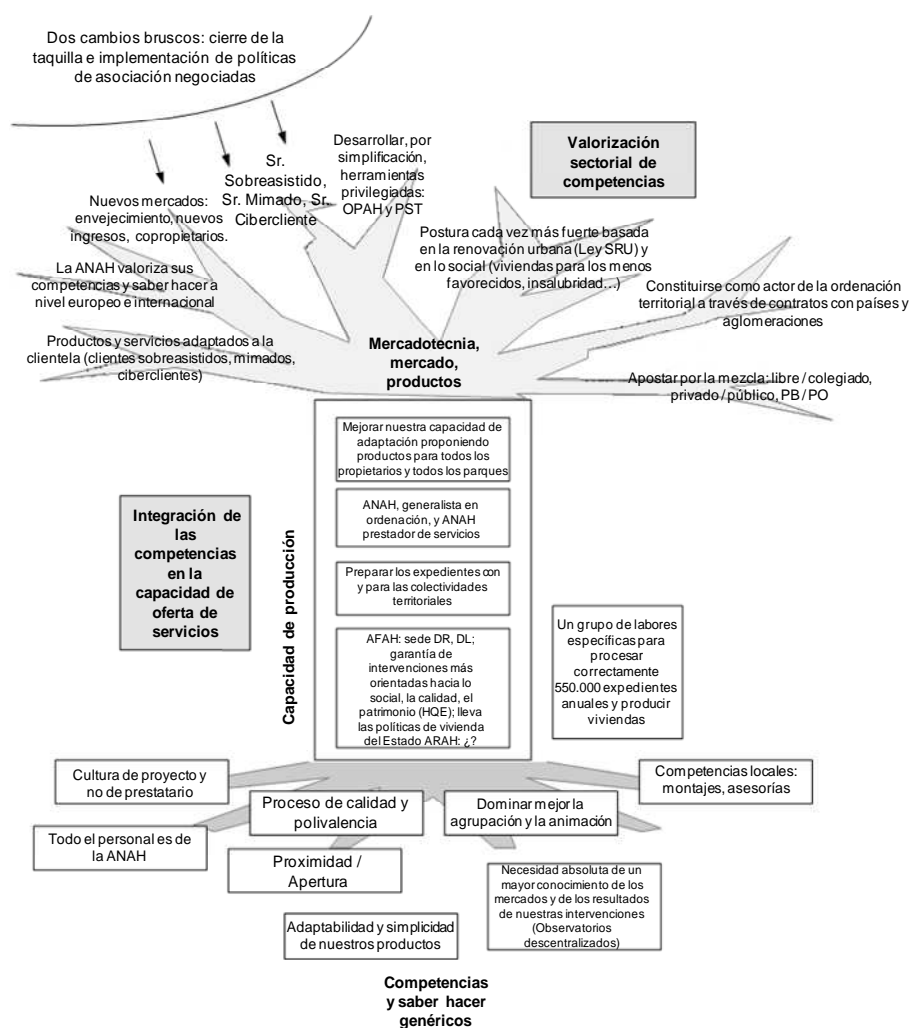 Dos cambios bruscos: cierre de la
taquilla e implementación de políticas
de asociación negociadas
Valorización
sectorial de
competencias
Desarrollar, por
simplificación,
herramientas
privilegiadas:
OPAH y PST
Sr.
Sobreasistido,
Sr. Mimado, Sr.
Cibercliente
Nuevos mercados:
envejecimiento, nuevos
ingresos, copropietarios.
La ANAH valoriza sus
competencias y saber hacer a
nivel europeo e internacional
Productos y servicios adaptados a la
clientela (clientes sobreasistidos, mimados,
ciberclientes)
Postura cada vez más fuerte basada
en la renovación urbana (Ley SRU) y
en lo social (viviendas para los menos
favorecidos, insalubridad…)
Constituirse como actor de la ordenación
territorial a través de contratos con países y
aglomeraciones
Apostar por la mezcla: libre / colegiado,
privado / público, PB / PO
Mercadotecnia,
mercado,
productos
Mejorar nuestra capacidad de
adaptación proponiendo
productos para todos los
propietarios y todos los parques
ANAH, generalista en
ordenación, y ANAH
prestador de servicios
Preparar los expedientes con
y para las colectividades
territoriales
AFAH: sede DR, DL;
garantía de
intervenciones más
orientadas hacia lo
social, la calidad, el
patrimonio (HQE); lleva
las políticas de vivienda
del Estado ARAH: ¿?
Capacidad de producción
Integración de
las
competencias
en la
capacidad de
oferta de
servicios
Un grupo de labores
específicas para
procesar
correctamente
550.000 expedientes
anuales y producir
viviendas
Cultura de proyecto y
no de prestatario
Todo el personal es de
la ANAH
Proceso de calidad y
polivalencia
Proximidad /
Apertura
Adaptabilidad y simplicidad
de nuestros productos
Dominar mejor la
agrupación y la animación
Competencias locales:
montajes, asesorías
Necesidad absoluta de un
mayor conocimiento de los
mercados y de los resultados
de nuestras intervenciones
(Observatorios
descentralizados)
Competencias
y saber hacer
genéricos